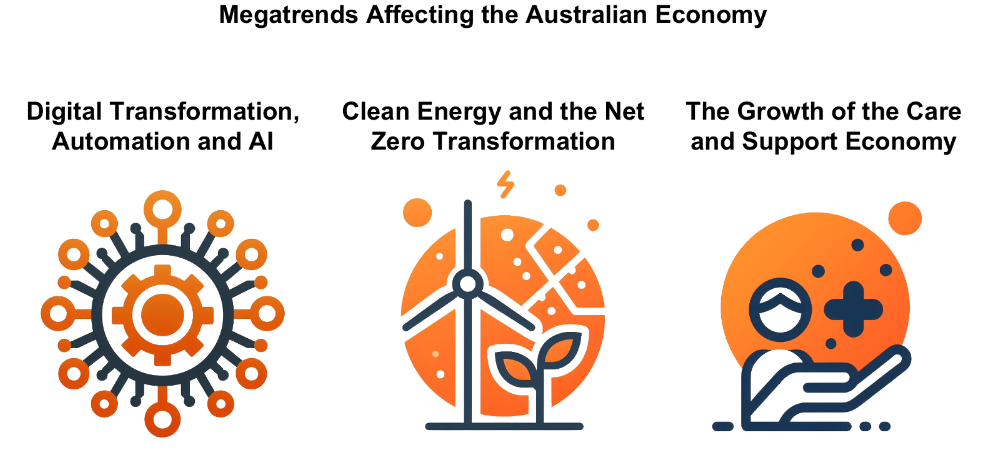 Megatrends Affecting the Australian Economy
Digital Transformation,
Automation and AI
Clean Energy and the Net
Zero Transformation
The Growth of the Care
and Support Economy